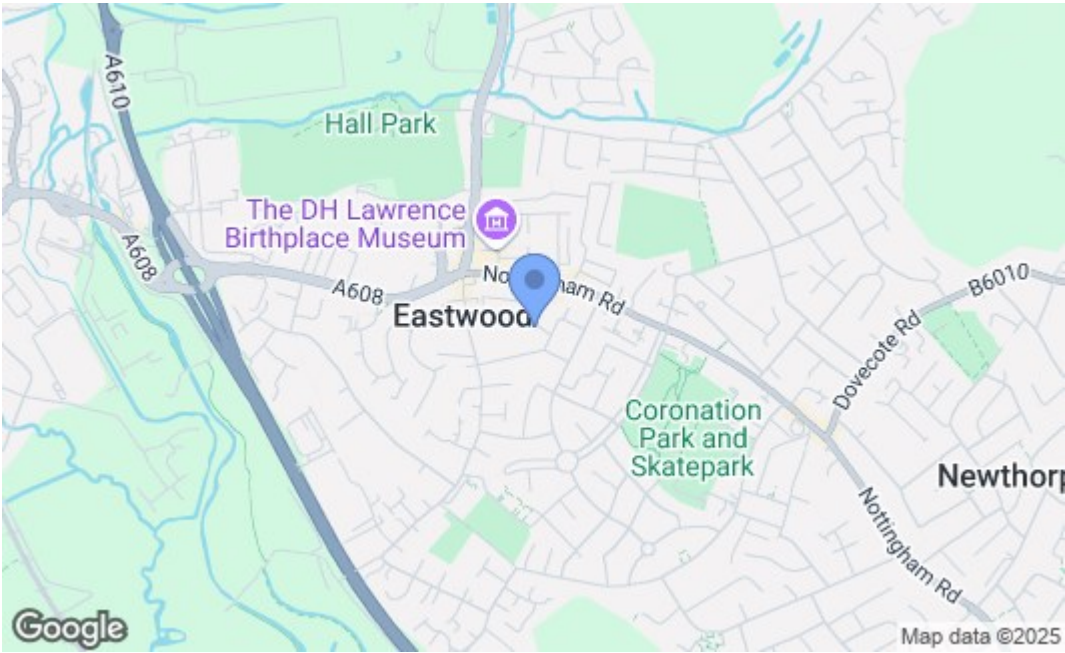 A610
Hall Park
The DH Lawrence
Birthplace Museum
A608
A608
Nottingham Rd
B6010
Eastwood
Dovecote Rd
Coronation
Park and
Skatepark
Newthorp
Nottingham Rd
Google
Map data ©2025